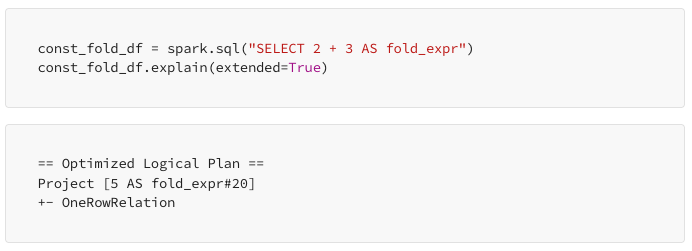 const_fold_df = spark.sql("SELECT 2 + 3 AS fold_expr")
const_fold_df.explain(extended=True)
== Optimized Logical Plan ==
Project [5 AS fold_expr#20]
+- OneRowRelation